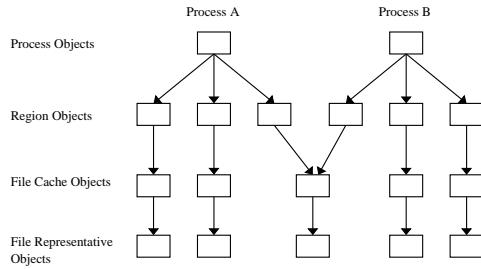 Process A
Process B
Process Objects
Region Objects
File Cache Objects
File Representative
Objects